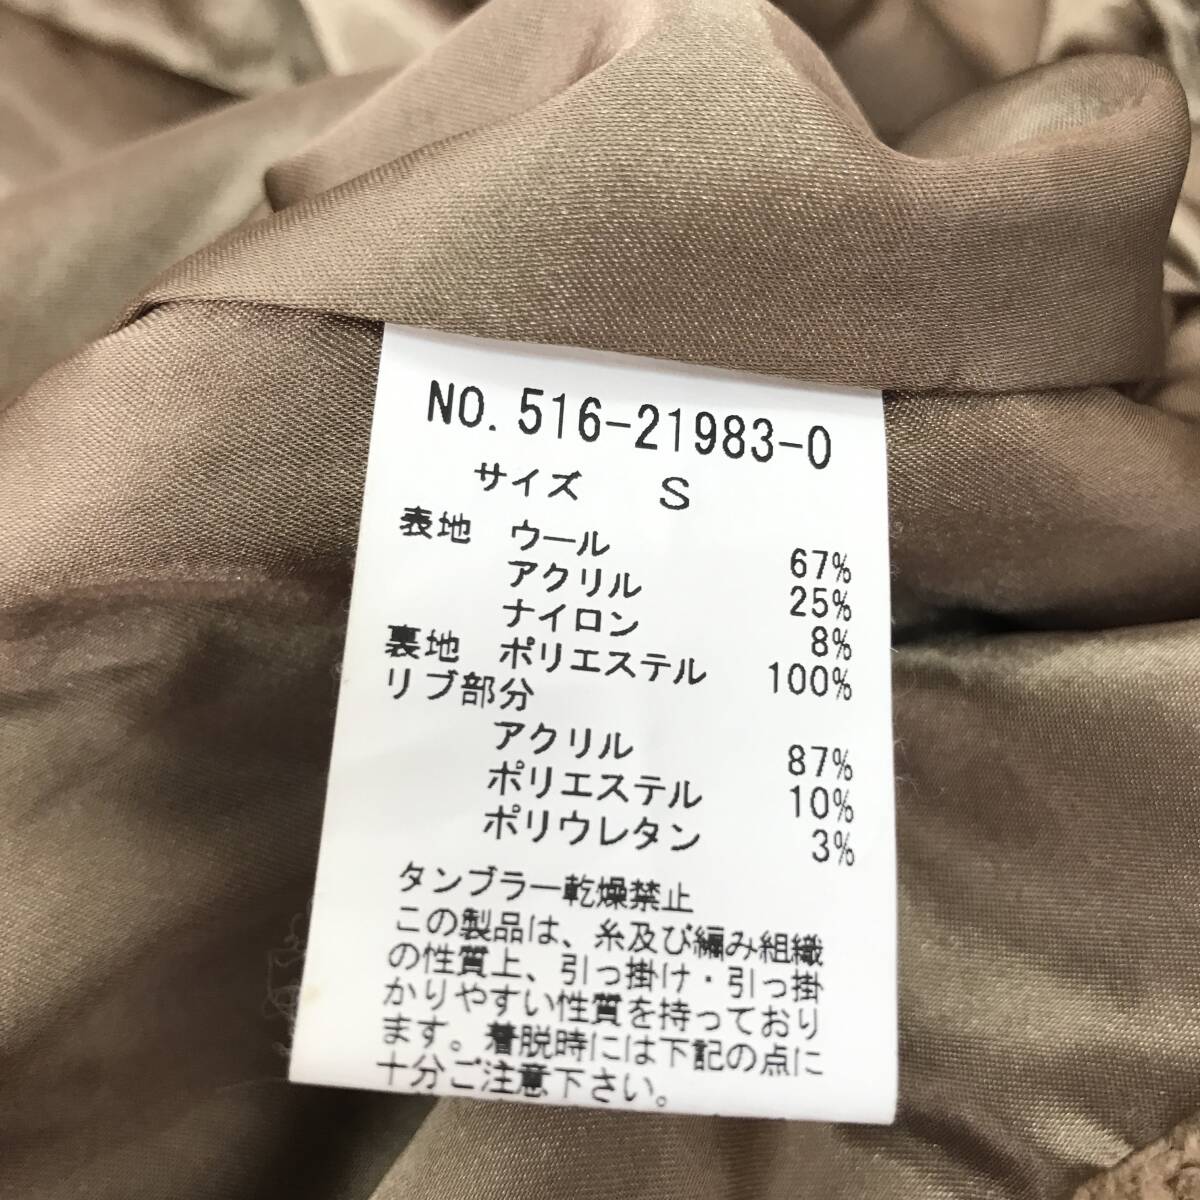 NO. 516-21983-0
サイズ S
表地 ウール 67%
アクリル 25%
ナイロン 8%
裏地 ポリエステル 100%
リブ部分
アクリル 87%
ポリエステル 10%
ポリウレタン 3%
タンブラー乾燥禁止
この製品は、糸及び編み組織
の性質上、引っ掛け・引っ掛
かりやすい性質を持っており
ます。着脱時には下記の点に
十分ご注意下さい。